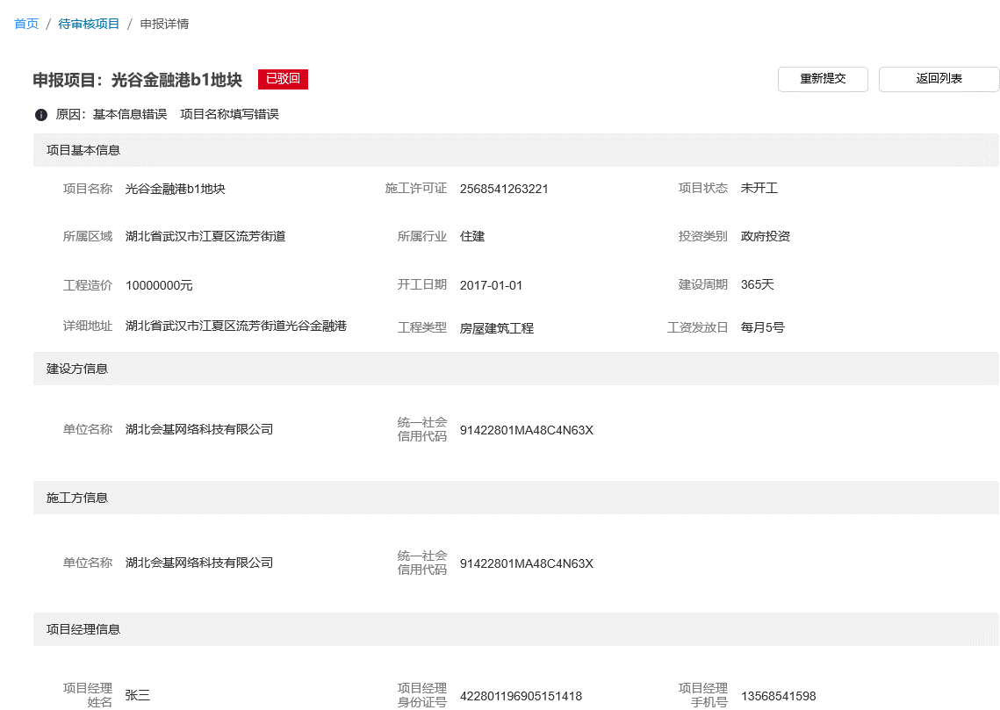 首页 / 待审核项目 / 申报详情
申报项目：光谷金融港b1地块 已驳回 重新提交 返回列表
原因：基本信息错误 项目名称填写错误
项目基本信息
项目名称 光谷金融港b1地块 施工许可证 2568541263221 项目状态 未开工
所属区域 湖北省武汉市江夏区流芳街道 所属行业 住建 投资类别 政府投资
工程造价 10000000元 开工日期 2017-01-01 建设周期 365天
详细地址 湖北省武汉市江夏区流芳街道光谷金融港 工程类型 房屋建筑工程 工资发放日 每月5号
建设方信息
单位名称 湖北会基网络科技有限公司 统一社会
信用代码 91422801MA48C4N63X
施工方信息
单位名称 湖北会基网络科技有限公司 统一社会
信用代码 91422801MA48C4N63X
项目经理信息
项目经理
姓名 张三 项目经理
身份证号 422801196905151418 项目经理
手机号 13568541598